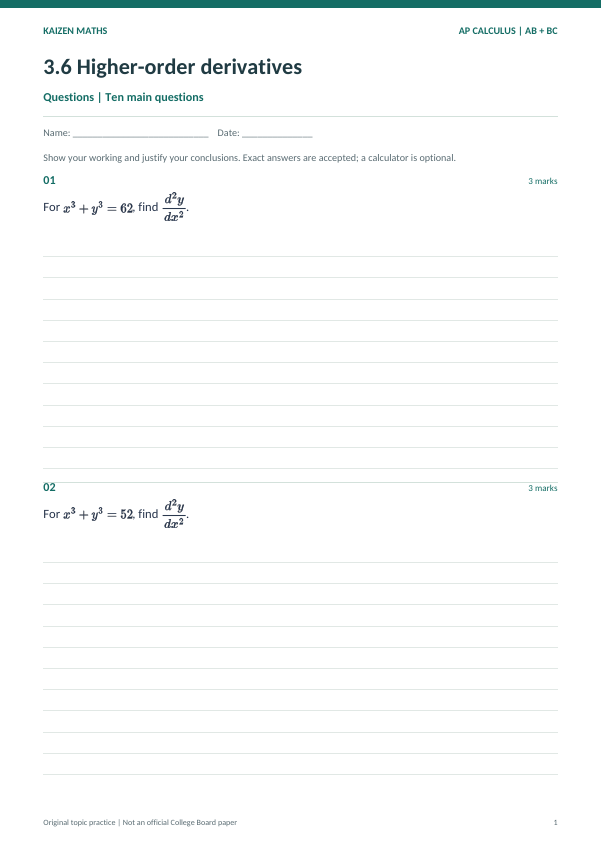 KAIZEN MATHS
AP CALCULUS | AB + BC
3.6 Higher-order derivatives
Questions | Ten main questions
Name: ____________________________ Date: ______________
Show your working and justify your conclusions. Exact answers are accepted; a calculator is optional.
01
3 marks
For x³ + y³ = 62, find d²y/dx².
02
3 marks
For x³ + y³ = 52, find d²y/dx².
Original topic practice | Not an official College Board paper
1